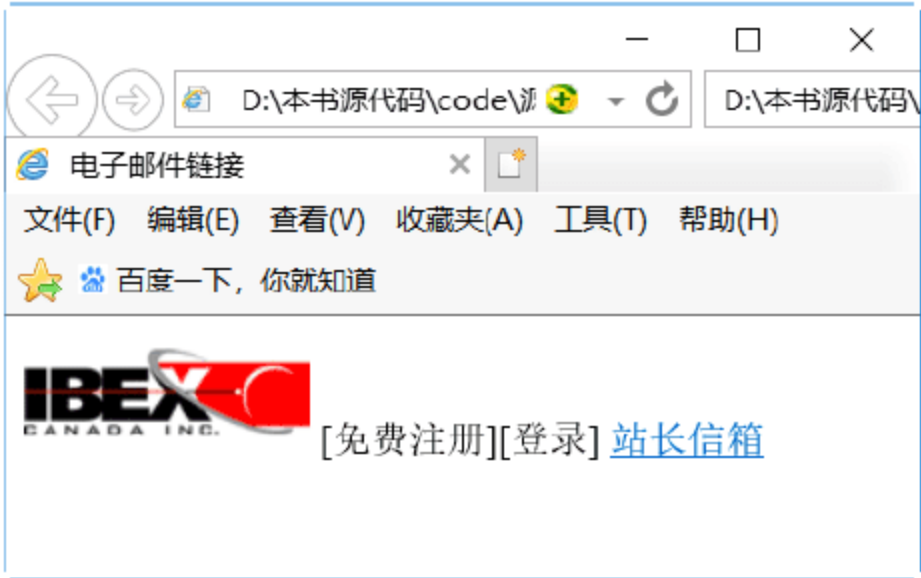 D:\本书源代码\code\源 D:\本书源代码\
电子邮件链接
文件(F) 编辑(E) 查看(V) 收藏夹(A) 工具(T) 帮助(H)
百度一下，你就知道
IBEX
CANADA INC.
[免费注册][登录] 站长信箱